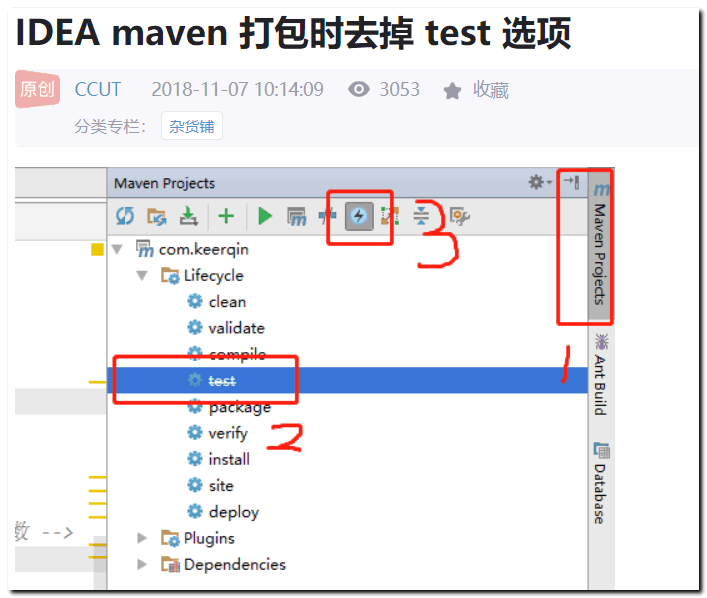 IDEA maven 打包时去掉 test 选项
原创 CCUT 2018-11-07 10:14:09 3053 收藏
分类专栏： 杂货铺
Maven Projects
com.keerqin
Lifecycle
clean
validate
compile
test
package
verify
install
site
deploy
Plugins
Dependencies
数 -->
Maven Projects
Ant Build
Database
3
1
2